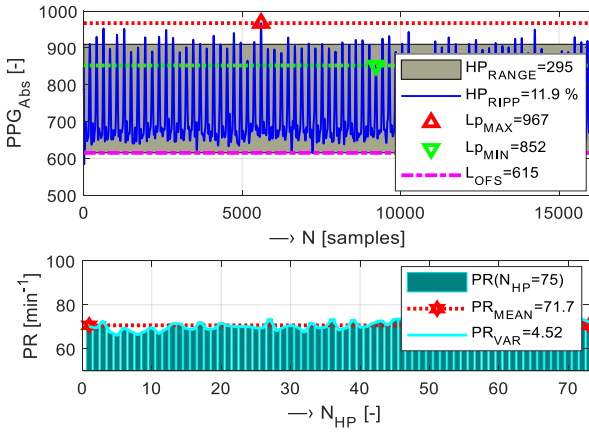 1000
900
800
700
600
500
PPG_Abs [-]
0
5000
10000
15000
—> N [samples]
HP_RANGE=295
HP_RIPP=11.9 %
Lp_MAX=967
Lp_MIN=852
L_OFS=615
100
80
60
PR [min⁻¹]
0
10
20
30
40
50
60
70
—> N_HP [-]
PR(N_HP=75)
PR_MEAN=71.7
PR_VAR=4.52